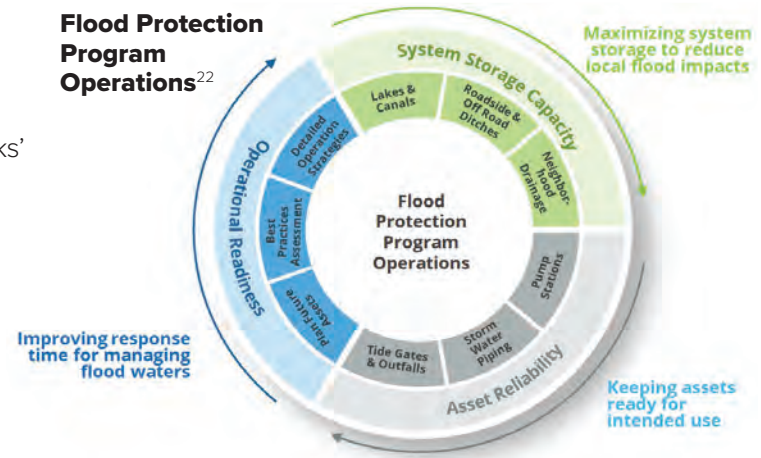 Flood Protection
Program
Operations22
ks’
Maximizing system
storage to reduce
local flood impacts
System Storage Capacity
Lakes &
Canals
Roadside &
Off Road
Ditches
Neighbor-
hood
Drainage
Operational Readiness
Detailed
Operation
Strategies
Best
Practices
Assessment
Plan Future
Assets
Flood
Protection
Program
Operations
Pump
Stations
Storm
Water
Piping
Tide Gates
& Outfalls
Asset Reliability
Improving response
time for managing
flood waters
Keeping assets
ready for
intended use